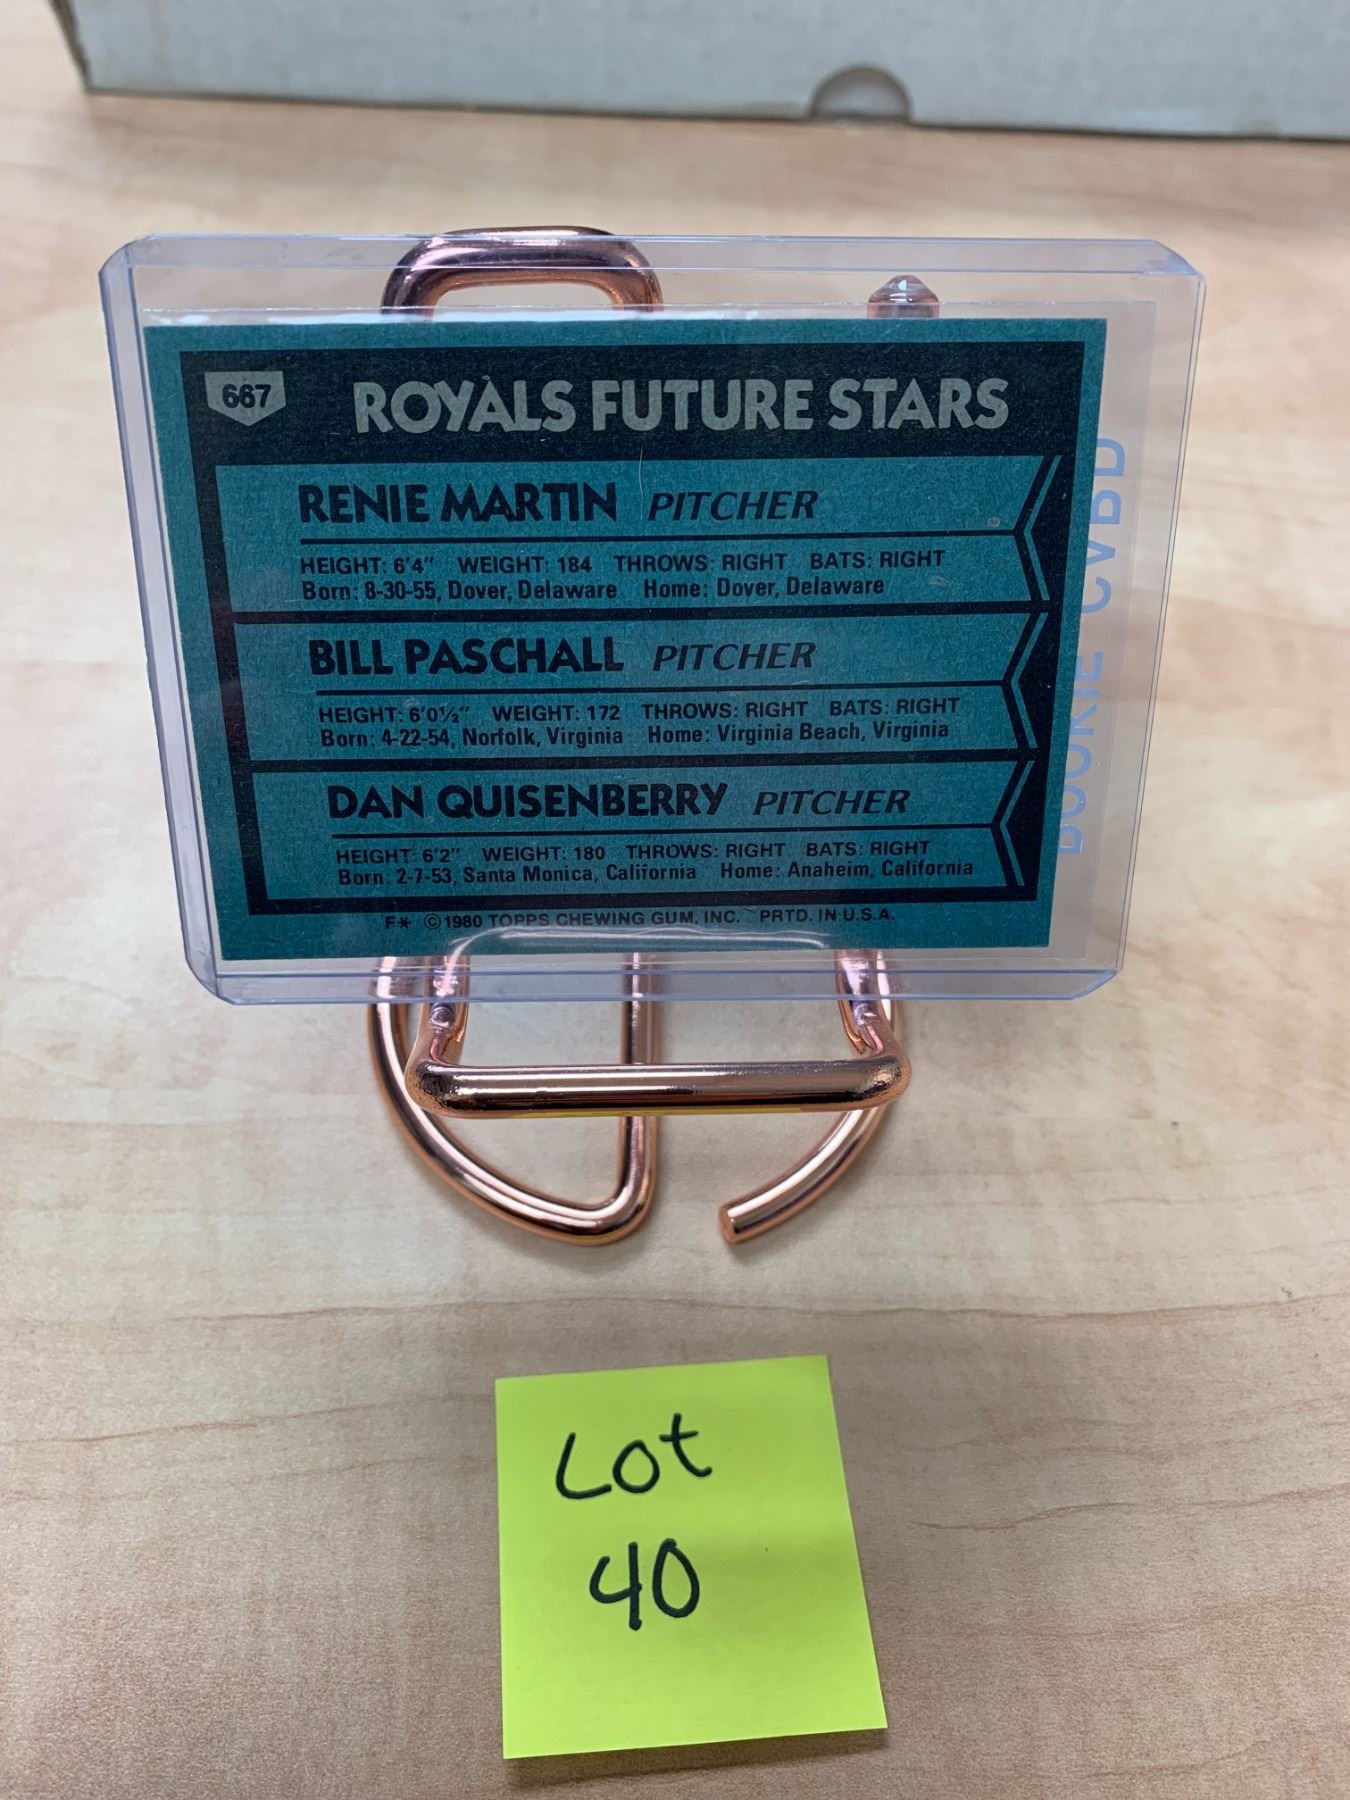 667
ROYALS FUTURE STARS
RENIE MARTIN PITCHER
HEIGHT: 6'4" WEIGHT: 184 THROWS: RIGHT BATS: RIGHT
Born: 8-30-55, Dover, Delaware Home: Dover, Delaware
BILL PASCHALL PITCHER
HEIGHT: 6'0½" WEIGHT: 172 THROWS: RIGHT BATS: RIGHT
Born: 4-22-54, Norfolk, Virginia Home: Virginia Beach, Virginia
DAN QUISENBERRY PITCHER
HEIGHT: 6'2" WEIGHT: 180 THROWS: RIGHT BATS: RIGHT
Born: 2-7-53, Santa Monica, California Home: Anaheim, California
F* © 1980 TOPPS CHEWING GUM, INC. PRTD. IN U.S.A.
Lot
40